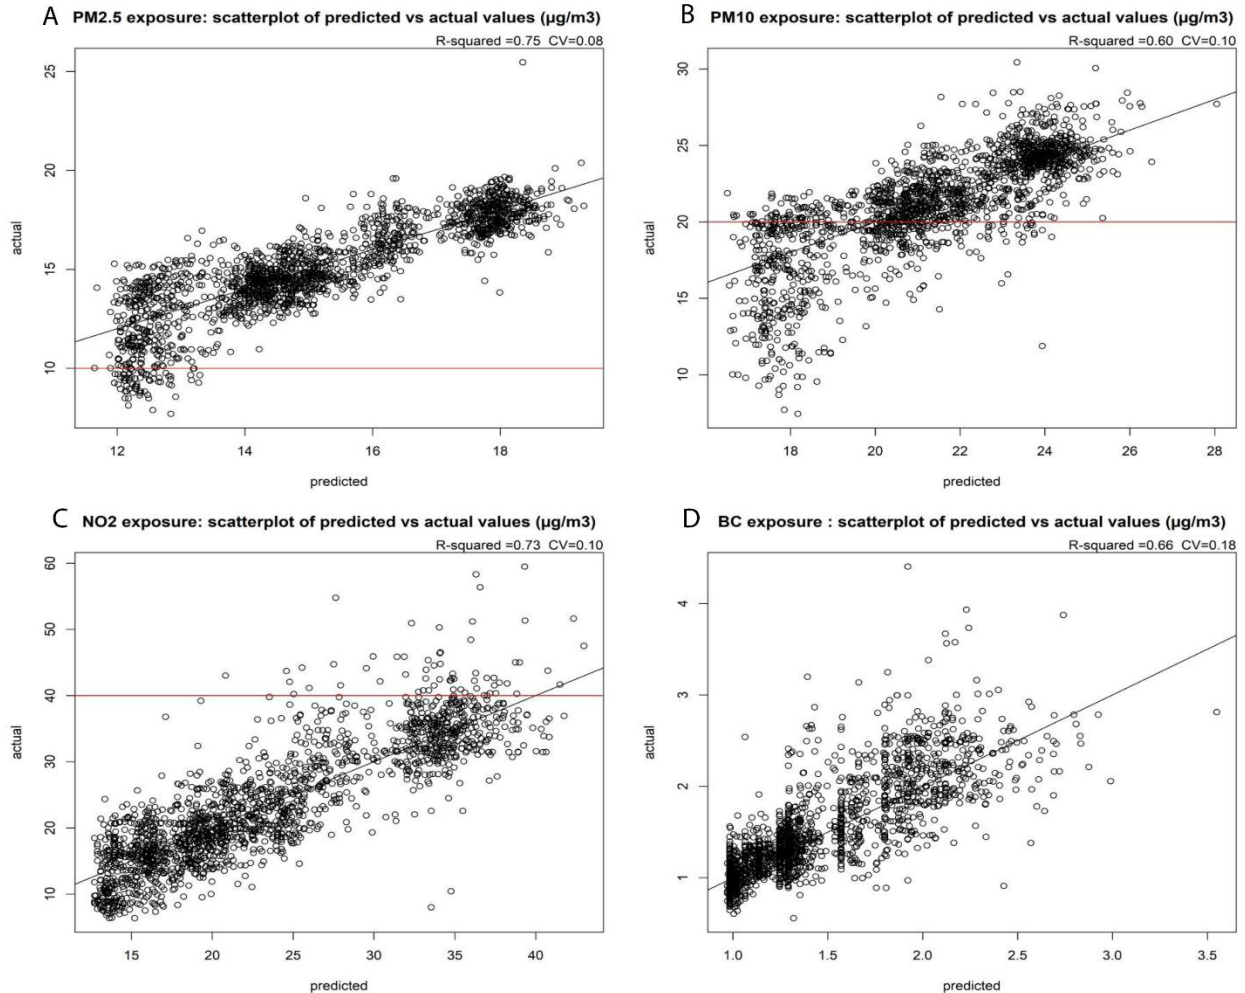 A PM2.5 exposure: scatterplot of predicted vs actual values (µg/m3)
R-squared =0.75 CV=0.08
25
20
15
10
actual
12 14 16 18
predicted
B PM10 exposure: scatterplot of predicted vs actual values (µg/m3)
R-squared =0.60 CV=0.10
30
25
20
15
10
actual
18 20 22 24 26 28
predicted
C NO2 exposure: scatterplot of predicted vs actual values (µg/m3)
R-squared =0.73 CV=0.10
60
50
40
30
20
10
actual
15 20 25 30 35 40
predicted
D BC exposure : scatterplot of predicted vs actual values (µg/m3)
R-squared =0.66 CV=0.18
4
3
2
1
actual
1.0 1.5 2.0 2.5 3.0 3.5
predicted